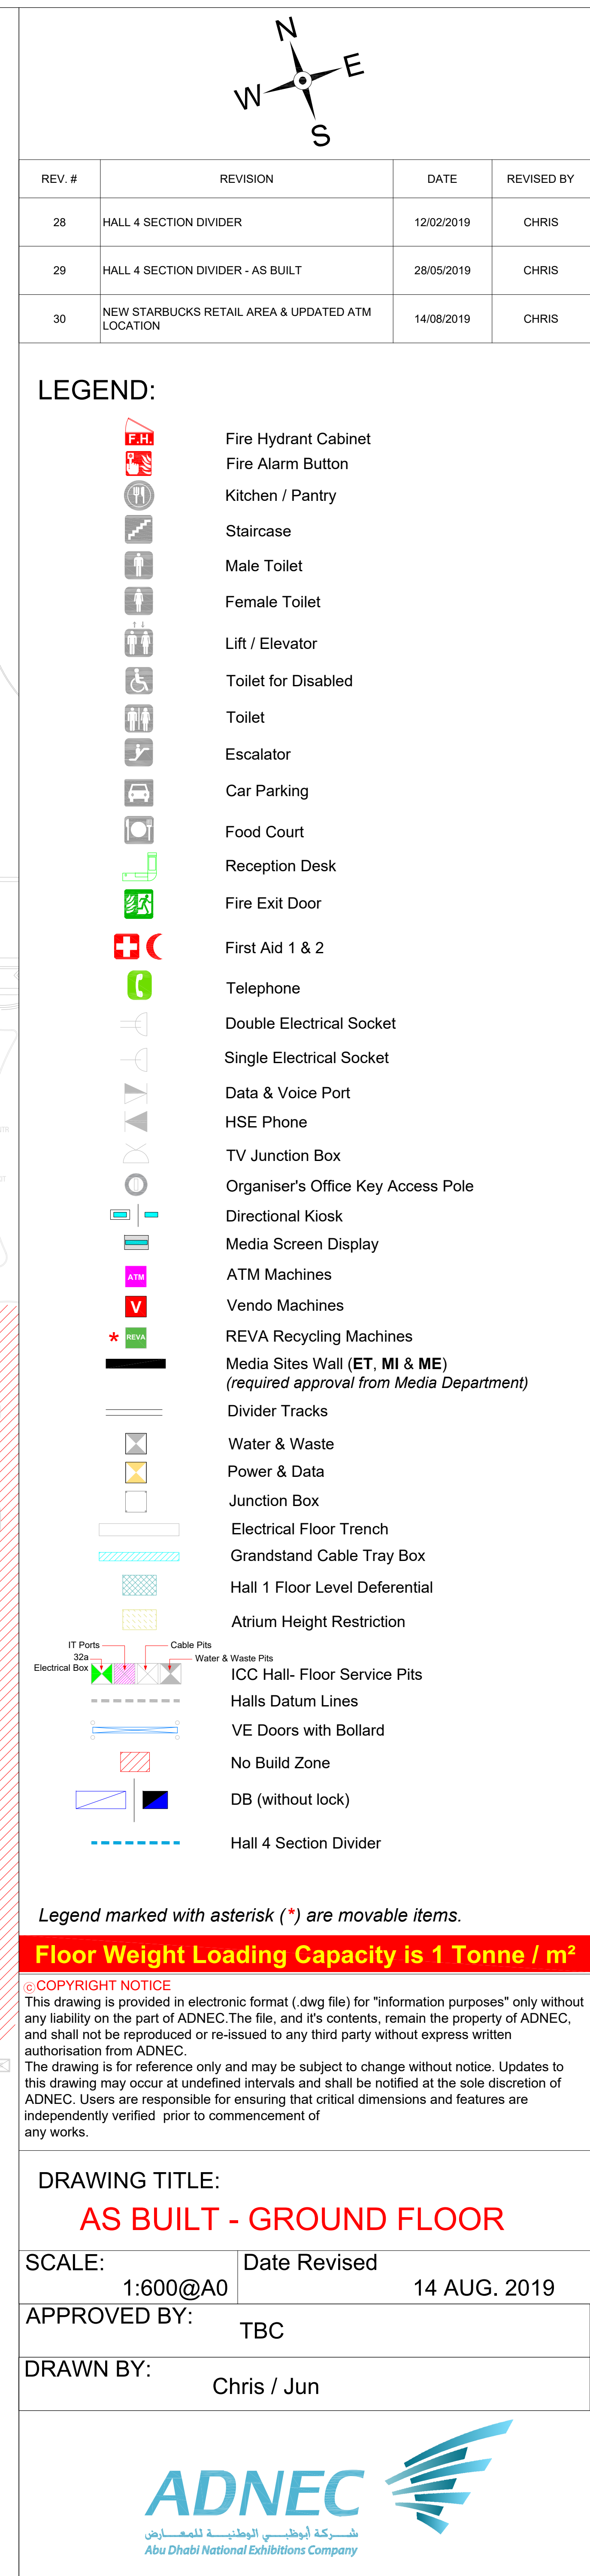 N
E
W
S
REV. # REVISION DATE REVISED BY
28 HALL 4 SECTION DIVIDER 12/02/2019 CHRIS
29 HALL 4 SECTION DIVIDER - AS BUILT 28/05/2019 CHRIS
30 NEW STARBUCKS RETAIL AREA & UPDATED ATM
LOCATION 14/08/2019 CHRIS
LEGEND:
F.H. Fire Hydrant Cabinet
Fire Alarm Button
Kitchen / Pantry
Staircase
Male Toilet
Female Toilet
Lift / Elevator
Toilet for Disabled
Toilet
Escalator
Car Parking
Food Court
Reception Desk
Fire Exit Door
First Aid 1 & 2
Telephone
Double Electrical Socket
Single Electrical Socket
Data & Voice Port
HSE Phone
TV Junction Box
Organiser's Office Key Access Pole
Directional Kiosk
Media Screen Display
ATM ATM Machines
V Vendo Machines
* REVA REVA Recycling Machines
Media Sites Wall (ET, MI & ME)
(required approval from Media Department)
Divider Tracks
Water & Waste
Power & Data
Junction Box
Electrical Floor Trench
Grandstand Cable Tray Box
Hall 1 Floor Level Deferential
Atrium Height Restriction
IT Ports Cable Pits
32a Water & Waste Pits
Electrical Box
ICC Hall- Floor Service Pits
Halls Datum Lines
VE Doors with Bollard
No Build Zone
DB (without lock)
Hall 4 Section Divider
Legend marked with asterisk (*) are movable items.
Floor Weight Loading Capacity is 1 Tonne / m²
© COPYRIGHT NOTICE
This drawing is provided in electronic format (.dwg file) for "information purposes" only without
any liability on the part of ADNEC.The file, and it's contents, remain the property of ADNEC,
and shall not be reproduced or re-issued to any third party without express written
authorisation from ADNEC.
The drawing is for reference only and may be subject to change without notice. Updates to
this drawing may occur at undefined intervals and shall be notified at the sole discretion of
ADNEC. Users are responsible for ensuring that critical dimensions and features are
independently verified prior to commencement of
any works.
DRAWING TITLE:
AS BUILT - GROUND FLOOR
SCALE: Date Revised
1:600@A0 14 AUG. 2019
APPROVED BY:
TBC
DRAWN BY:
Chris / Jun
ADNEC
شركة أبوظبي الوطنية للمعارض
Abu Dhabi National Exhibitions Company